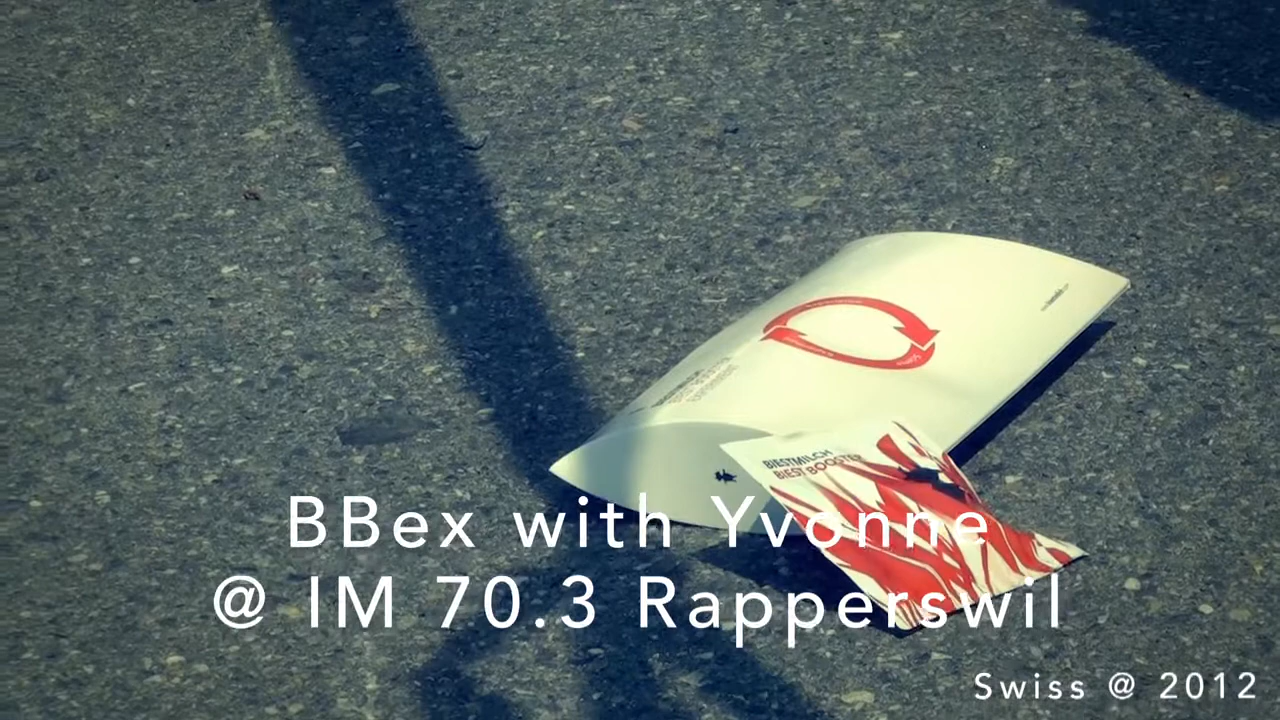 BIESTMILCH
BIEST BOOSTER
BBex with Yvonne
@ IM 70.3 Rapperswil
Swiss @ 2012